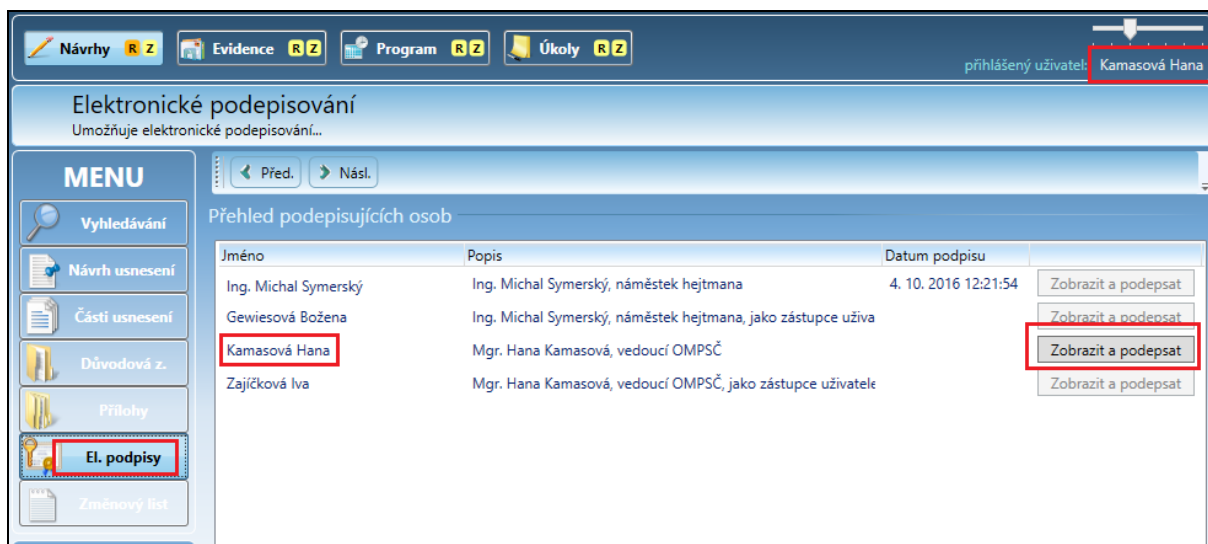 Návrhy R Z Evidence R Z Program R Z Úkoly R Z
přihlášený uživatel: Kamasová Hana
Elektronické podepisování
Umožňuje elektronické podepisování...
MENU
Před. Násl.
Vyhledávání
Návrh usnesení
Části usnesení
Důvodová z.
Přílohy
El. podpisy
Změnový list
Přehled podepisujících osob
Jméno Popis Datum podpisu
Ing. Michal Symerský Ing. Michal Symerský, náměstek hejtmana 4. 10. 2016 12:21:54 Zobrazit a podepsat
Gewiesová Božena Ing. Michal Symerský, náměstek hejtmana, jako zástupce uživa Zobrazit a podepsat
Kamasová Hana Mgr. Hana Kamasová, vedoucí OMPSČ Zobrazit a podepsat
Zajíčková Iva Mgr. Hana Kamasová, vedoucí OMPSČ, jako zástupce uživatele Zobrazit a podepsat